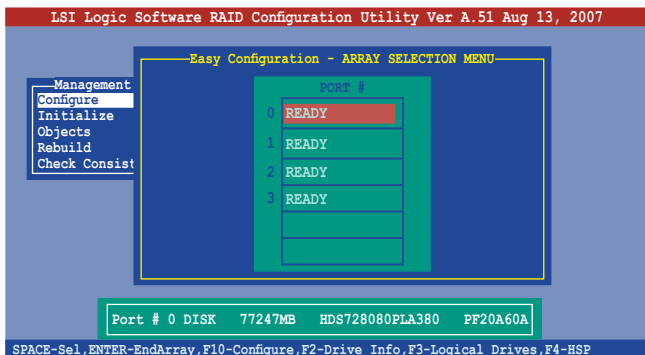 LSI Logic Software RAID Configuration Utility Ver A.51 Aug 13, 2007
Easy Configuration - ARRAY SELECTION MENU
Management
Configure
Initialize
Objects
Rebuild
Check Consist
PORT #
0 READY
1 READY
2 READY
3 READY
Port # 0 DISK 77247MB HDS728080PLA380 PF20A60A
SPACE-Sel,ENTER-EndArray,F10-Configure,F2-Drive Info,F3-Logical Drives,F4-HSP